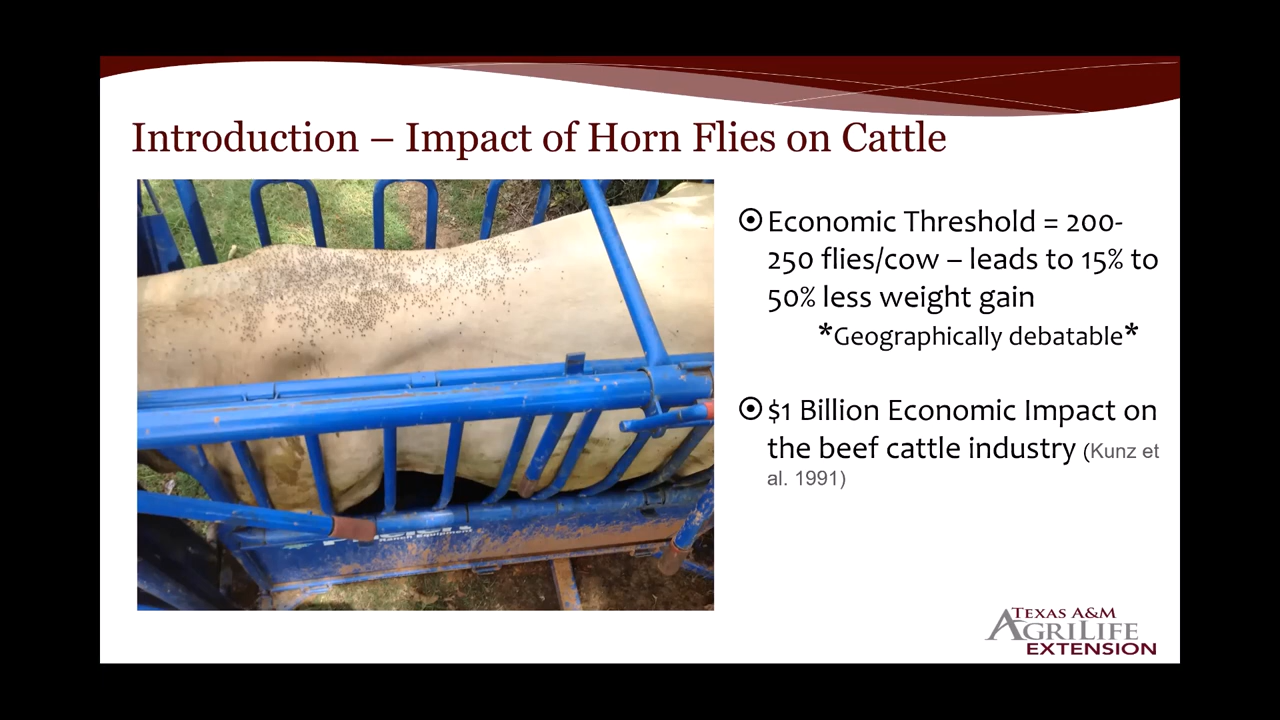 Introduction – Impact of Horn Flies on Cattle
Economic Threshold = 200-
250 flies/cow – leads to 15% to
50% less weight gain
*Geographically debatable*
$1 Billion Economic Impact on
the beef cattle industry (Kunz et
al. 1991)
Ranch Equipment
TEXAS A&M
AGRILIFE
EXTENSION